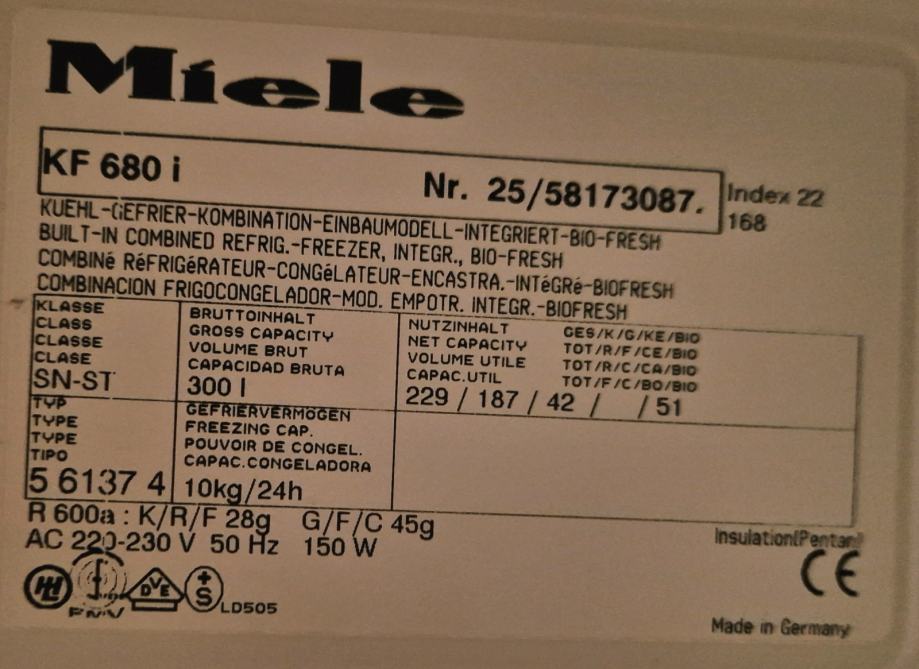 Miele
KF 680 i Nr. 25/58173087. Index 22
168
KUEHL-GEFRIER-KOMBINATION-EINBAUMODELL-INTEGRIERT-BIO-FRESH
BUILT-IN COMBINED REFRIG.-FREEZER, INTEGR., BIO-FRESH
COMBINé RéFRIGéRATEUR-CONGéLATEUR-ENCASTRA.-INTéGRé-BIOFRESH
COMBINACION FRIGOCONGELADOR-MOD. EMPOTR. INTEGR.-BIOFRESH
KLASSE
CLASS
CLASSE
CLASE
SN-ST
BRUTTOINHALT
GROSS CAPACITY
VOLUME BRUT
CAPACIDAD BRUTA
300 l
NUTZINHALT GES/K/G/KE/BIO
NET CAPACITY TOT/R/F/CE/BIO
VOLUME UTILE TOT/R/C/CA/BIO
CAPAC.UTIL TOT/F/C/BO/BIO
229 / 187 / 42 / / 51
TYP
TYPE
TYPE
TIPO
5 6137 4
GEFRIERVERMÖGEN
FREEZING CAP.
POUVOIR DE CONGEL.
CAPAC.CONGELADORA
10kg/24h
R 600a : K/R/F 28g G/F/C 45g
AC 220-230 V 50 Hz 150 W
Insulation(Pentan)
CE
DVE
+S
LD505
Made in Germany